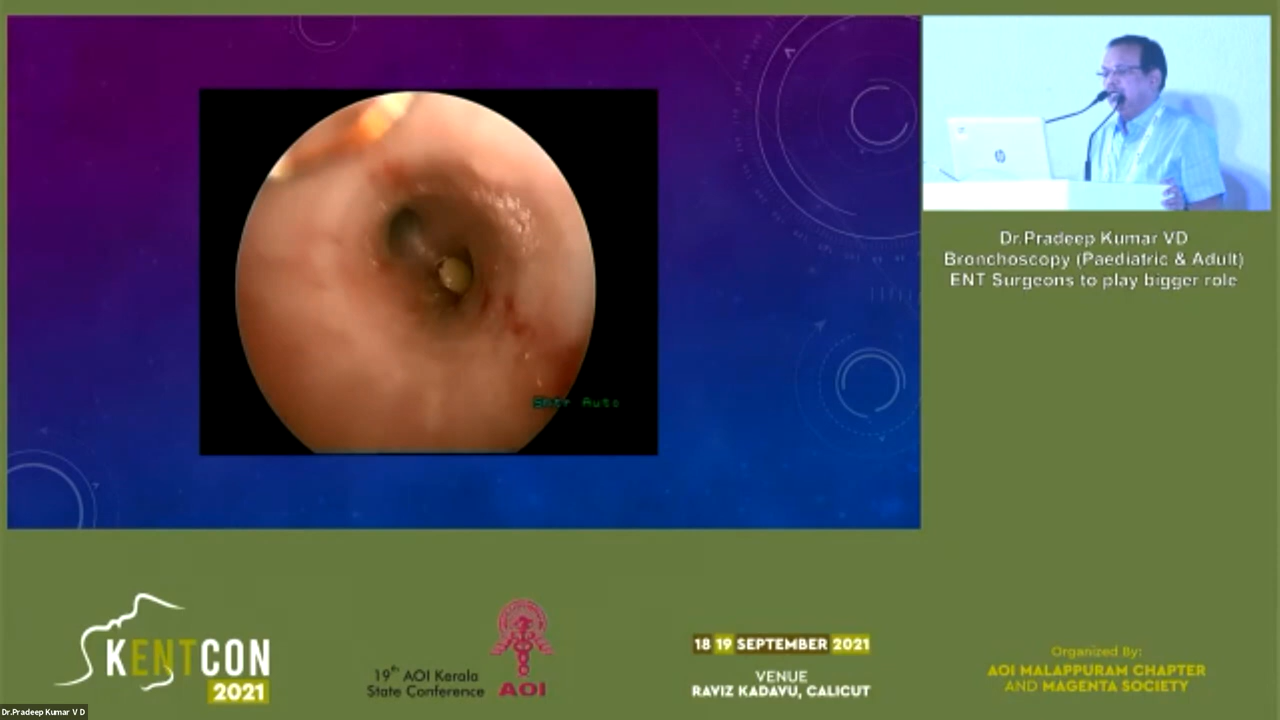 Auto
Dr.Pradeep Kumar VD
Bronchoscopy (Paediatric & Adult)
ENT Surgeons to play bigger role
hp
KENTCON
2021
19th AOI Kerala
State Conference
AOI
18 19 SEPTEMBER 2021
VENUE
RAVIZ KADAVU, CALICUT
Organized By:
AOI MALAPPURAM CHAPTER
AND MAGENTA SOCIETY
Dr.Pradeep Kumar V D